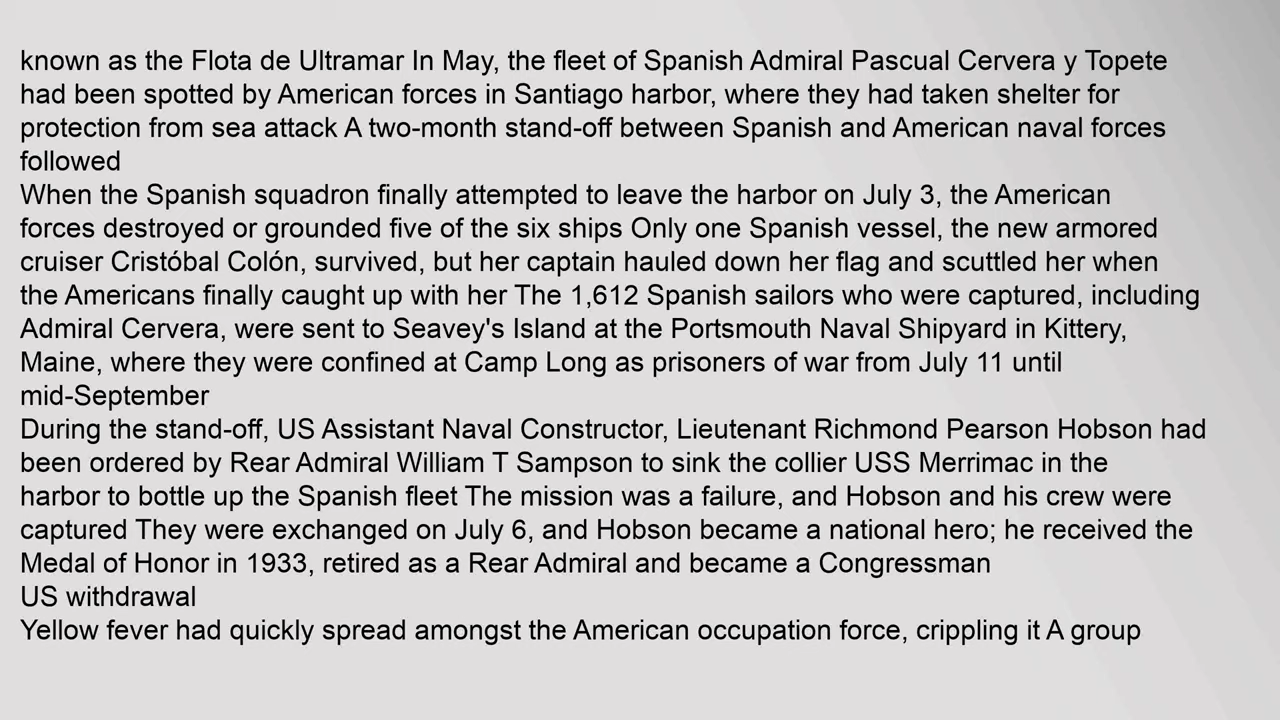 known as the Flota de Ultramar In May, the fleet of Spanish Admiral Pascual Cervera y Topete
had been spotted by American forces in Santiago harbor, where they had taken shelter for
protection from sea attack A two-month stand-off between Spanish and American naval forces
followed
When the Spanish squadron finally attempted to leave the harbor on July 3, the American
forces destroyed or grounded five of the six ships Only one Spanish vessel, the new armored
cruiser Cristóbal Colón, survived, but her captain hauled down her flag and scuttled her when
the Americans finally caught up with her The 1,612 Spanish sailors who were captured, including
Admiral Cervera, were sent to Seavey's Island at the Portsmouth Naval Shipyard in Kittery,
Maine, where they were confined at Camp Long as prisoners of war from July 11 until
mid-September
During the stand-off, US Assistant Naval Constructor, Lieutenant Richmond Pearson Hobson had
been ordered by Rear Admiral William T Sampson to sink the collier USS Merrimac in the
harbor to bottle up the Spanish fleet The mission was a failure, and Hobson and his crew were
captured They were exchanged on July 6, and Hobson became a national hero; he received the
Medal of Honor in 1933, retired as a Rear Admiral and became a Congressman
US withdrawal
Yellow fever had quickly spread amongst the American occupation force, crippling it A group